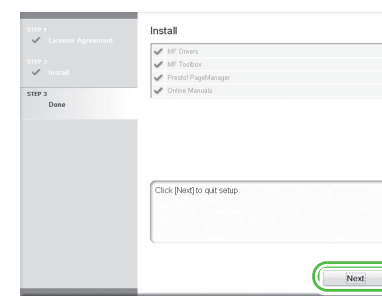 STEP 1
License Agreement
STEP 2
Install
STEP 3
Done
Install
MF Drivers
MF Toolbox
Presto! PageManager
Online Manuals
Click [Next] to quit setup.
Next